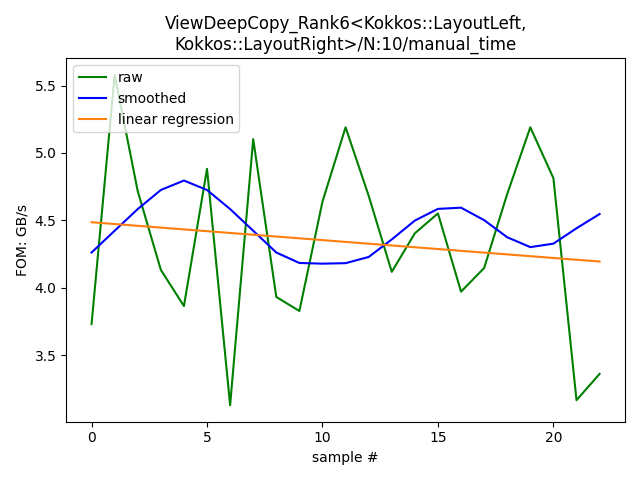 ViewDeepCopy_Rank6<Kokkos::LayoutLeft,
Kokkos::LayoutRight>/N:10/manual_time
raw
smoothed
linear regression
FOM: GB/s
5.5
5.0
4.5
4.0
3.5
0 5 10 15 20
sample #